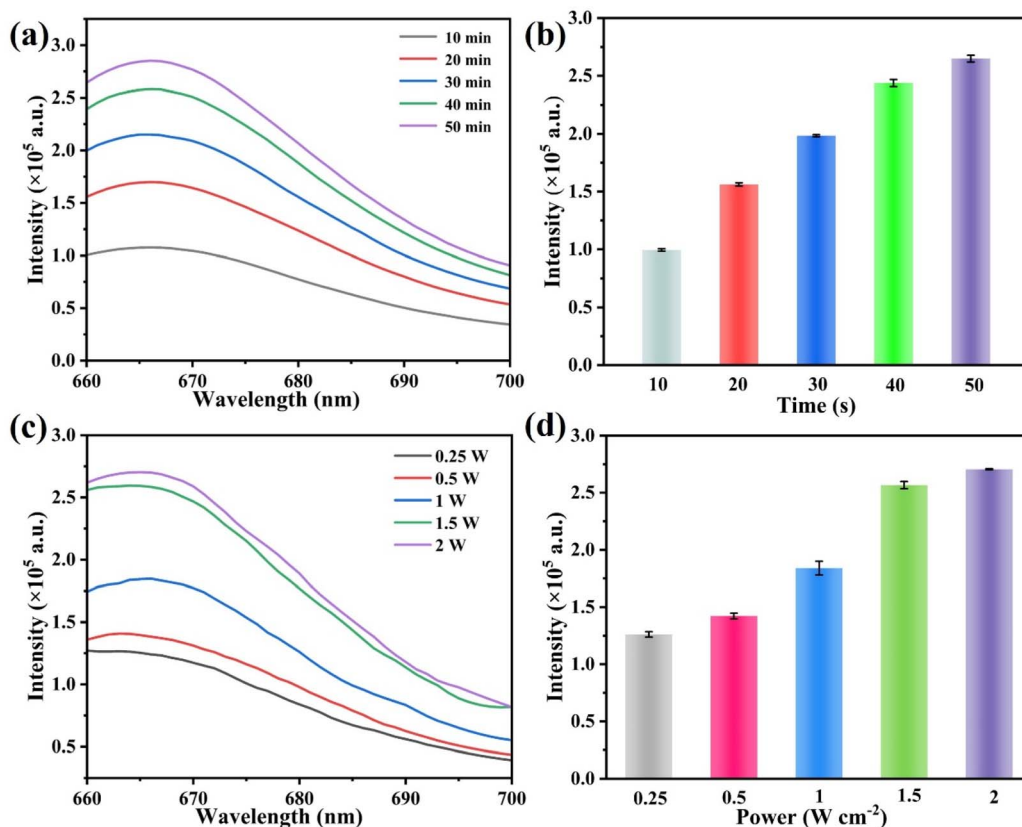 (a)
3.0
2.5
2.0
1.5
1.0
0.5
0.0
Intensity (×10⁵ a.u.)
10 min
20 min
30 min
40 min
50 min
660 670 680 690 700
Wavelength (nm)
(b)
3.0
2.5
2.0
1.5
1.0
0.5
0.0
Intensity (×10⁵ a.u.)
10 20 30 40 50
Time (s)
(c)
3.0
2.5
2.0
1.5
1.0
0.5
Intensity (×10⁵ a.u.)
0.25 W
0.5 W
1 W
1.5 W
2 W
660 670 680 690 700
Wavelength (nm)
(d)
3.0
2.5
2.0
1.5
1.0
0.5
0.0
Intensity (×10⁵ a.u.)
0.25 0.5 1 1.5 2
Power (W cm⁻²)